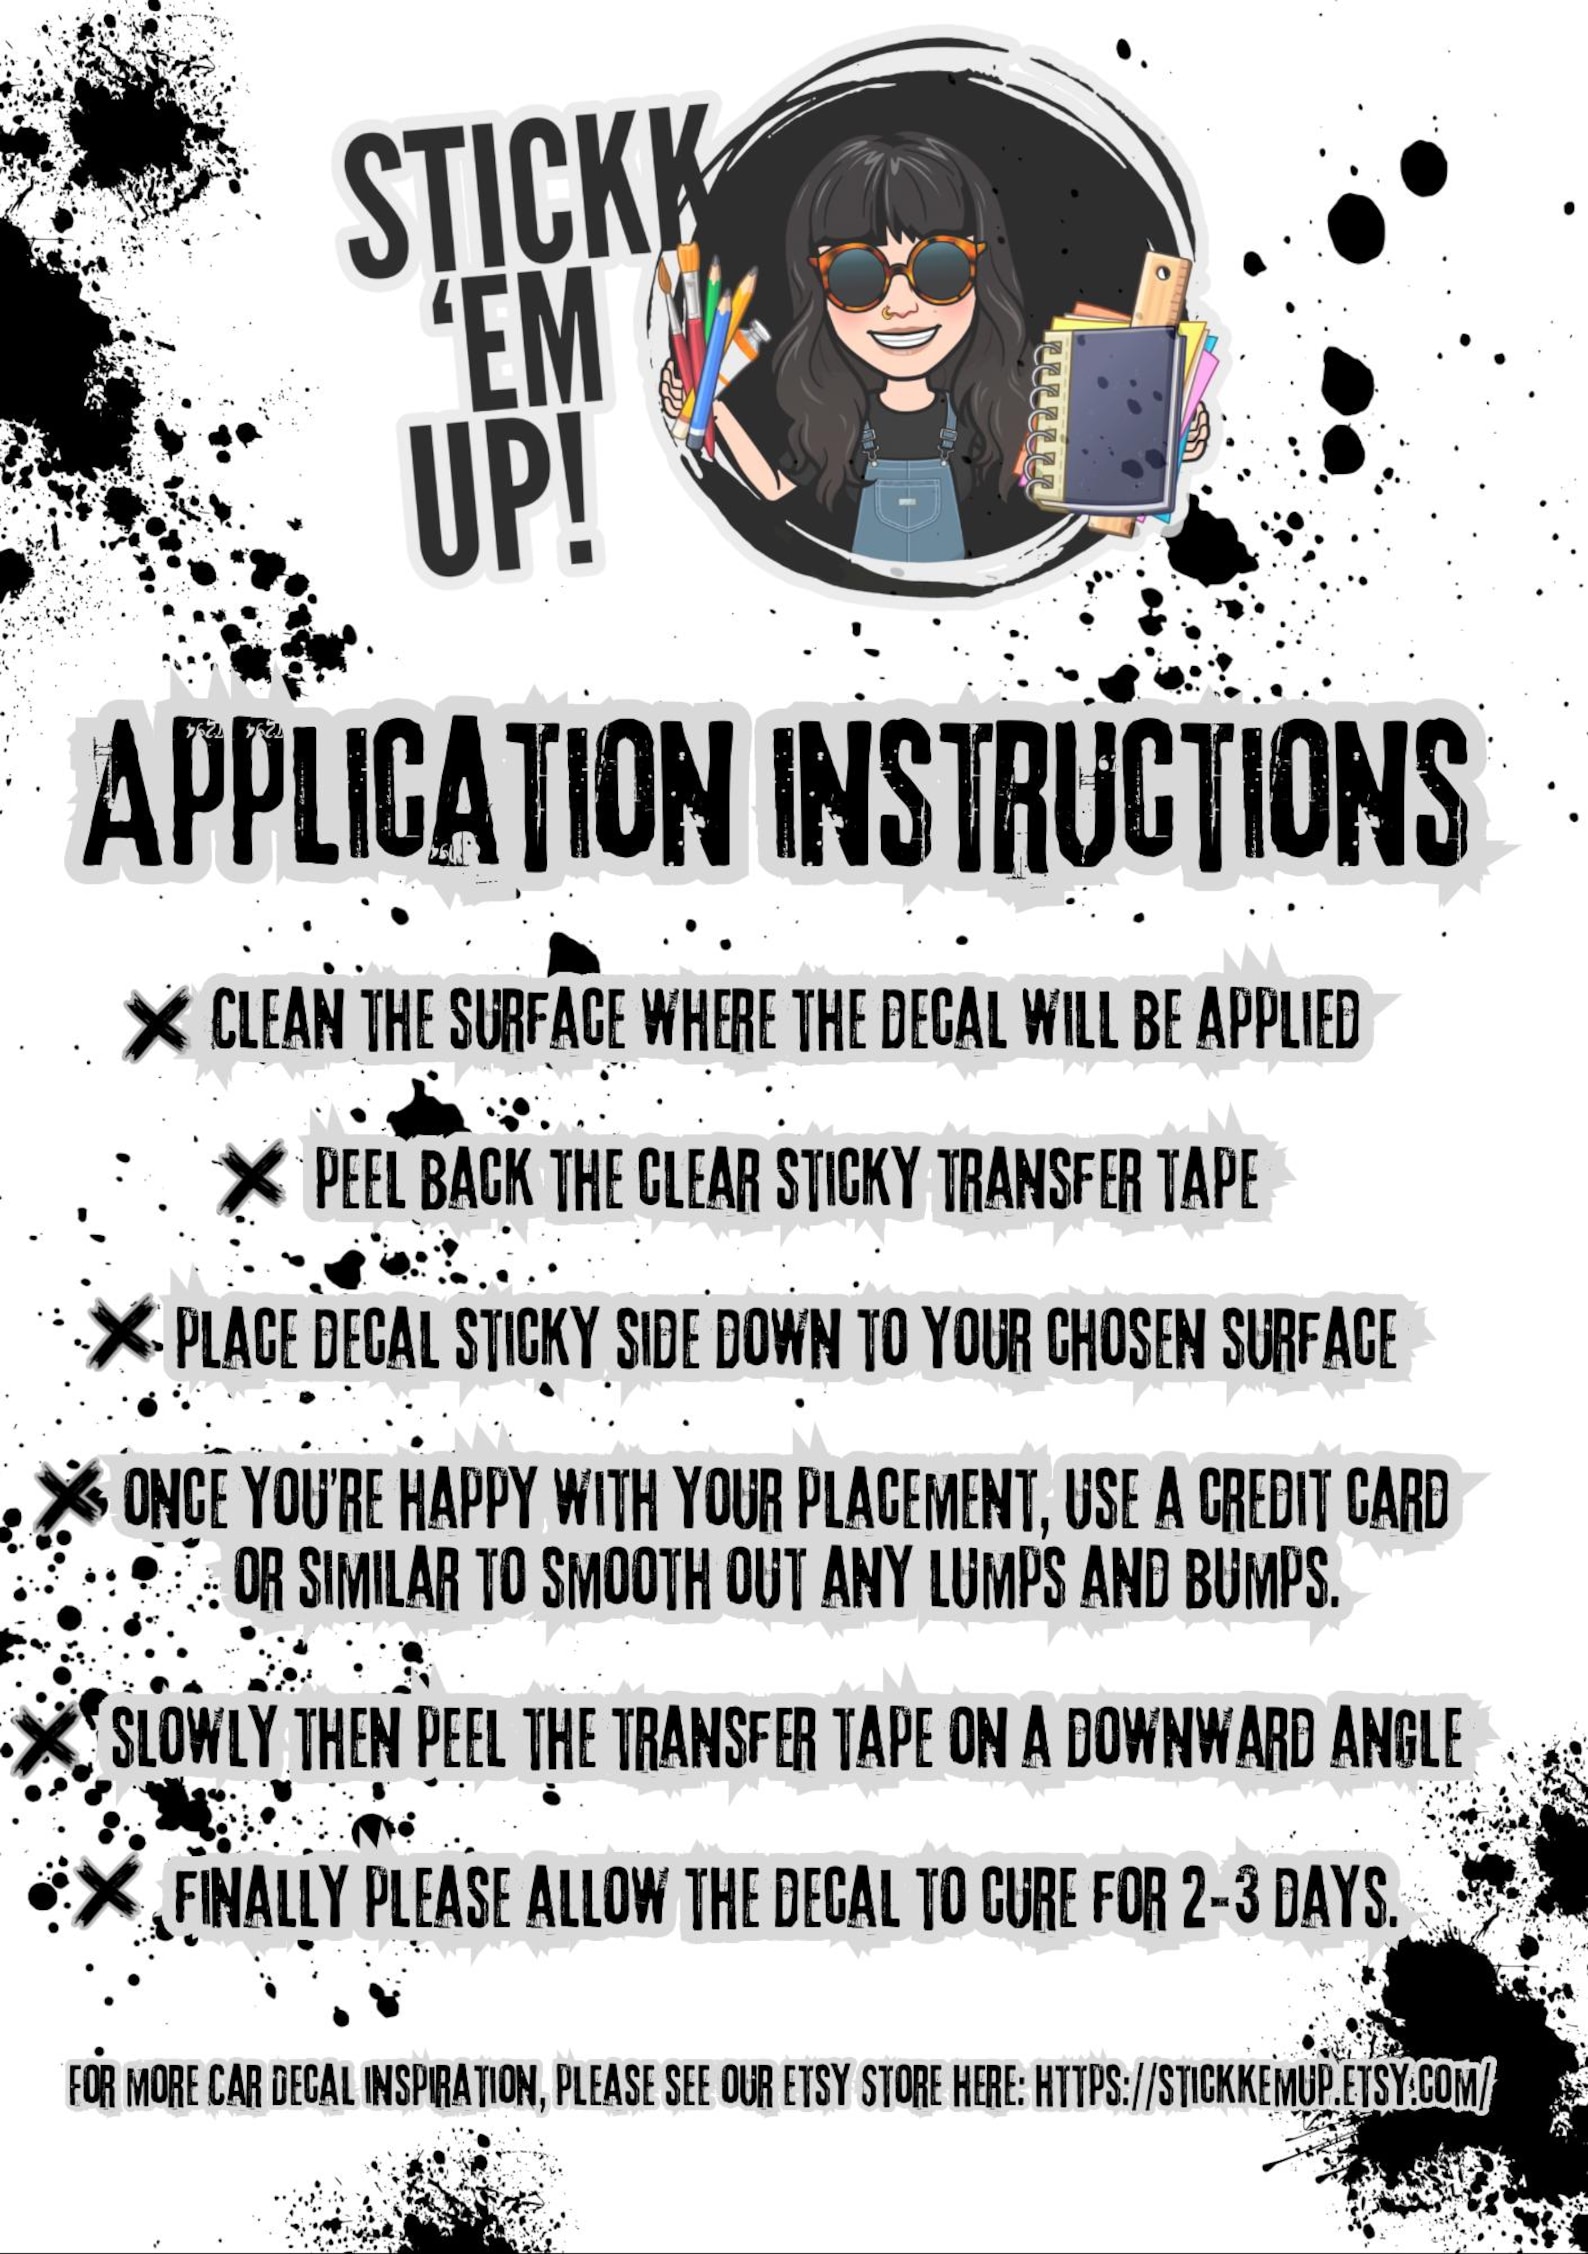 STICKK
‘EM
UP!
APPLICATION INSTRUCTIONS
CLEAN THE SURFACE WHERE THE DECAL WILL BE APPLIED
PEEL BACK THE CLEAR STICKY TRANSFER TAPE
PLACE DECAL STICKY SIDE DOWN TO YOUR CHOSEN SURFACE
ONCE YOU'RE HAPPY WITH YOUR PLACEMENT, USE A CREDIT CARD
OR SIMILAR TO SMOOTH OUT ANY LUMPS AND BUMPS.
SLOWLY THEN PEEL THE TRANSFER TAPE ON A DOWNWARD ANGLE
FINALLY PLEASE ALLOW THE DECAL TO CURE FOR 2-3 DAYS.
FOR MORE CAR DECAL INSPIRATION, PLEASE SEE OUR ETSY STORE HERE: HTTPS://STICKKEMUP.ETSY.COM/